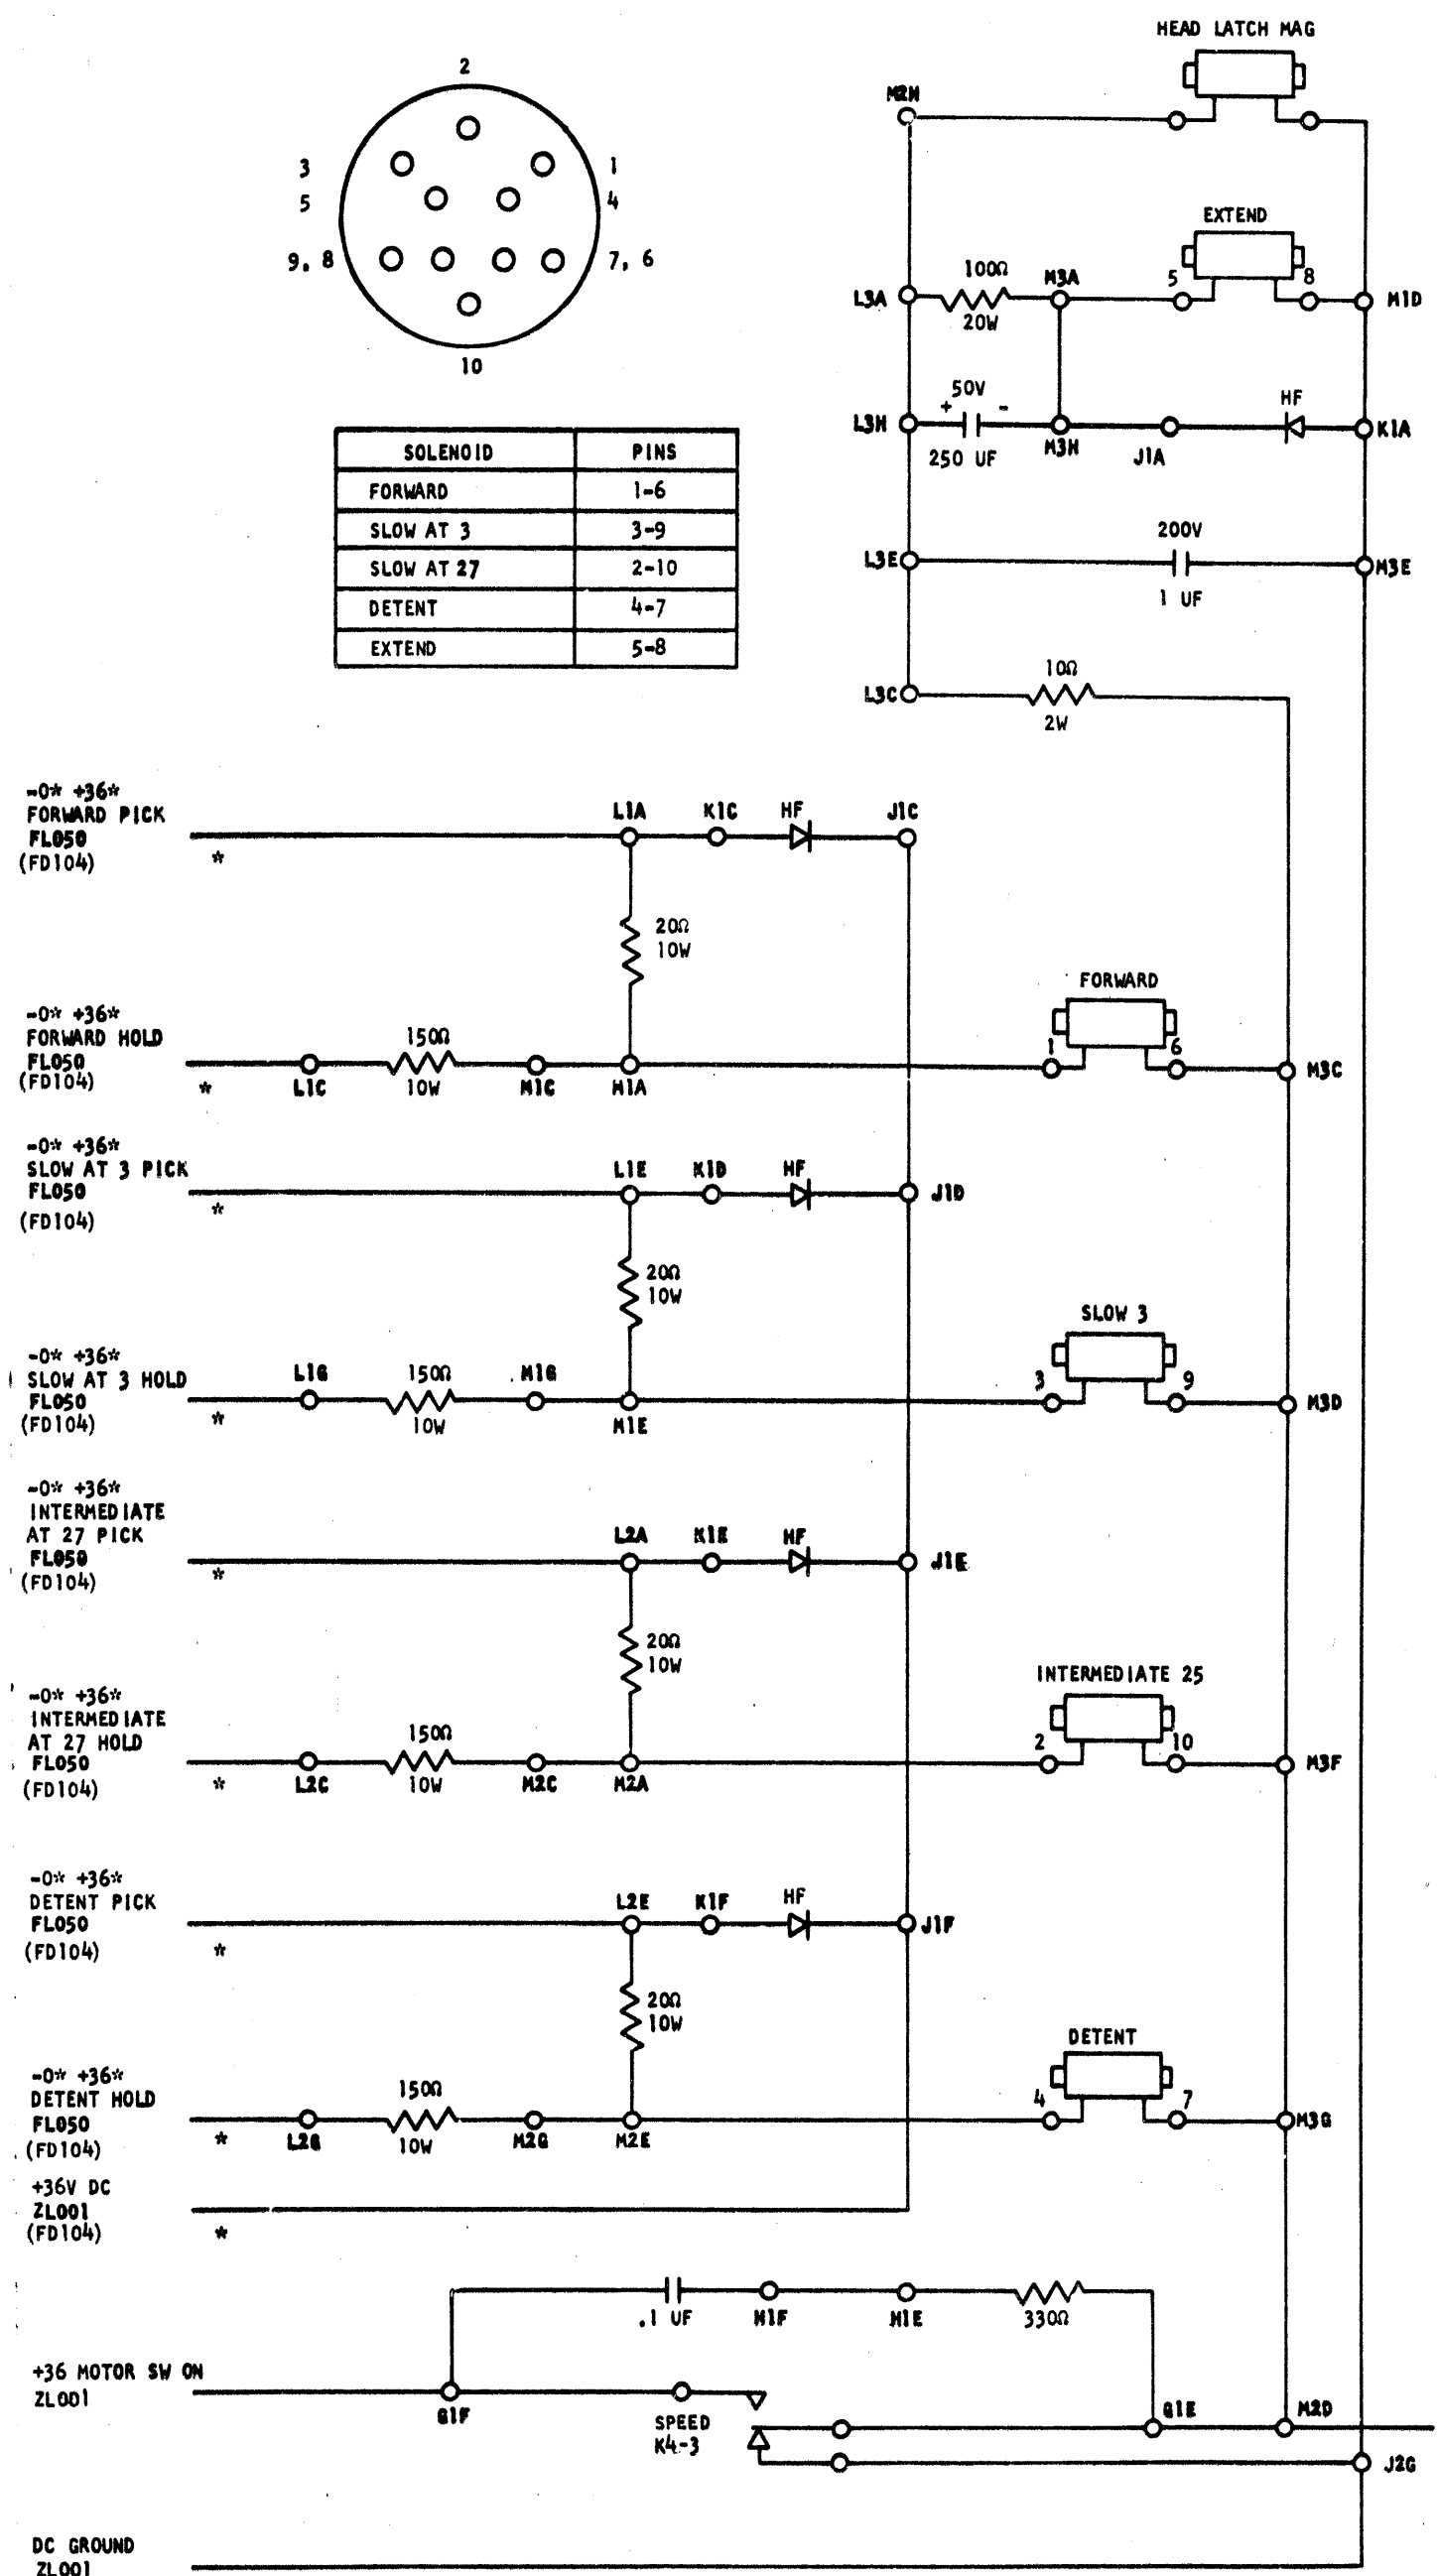 HEAD LATCH MAG
M2H
2
3
1
5
4
9, 8
7, 6
10
EXTEND
100Ω
M3A
5
8
L3A
M1D
20W
50V
+
-
HF
L3H
K1A
250 UF
M3H
J1A
SOLENOID PINS
FORWARD 1-6
SLOW AT 3 3-9
SLOW AT 27 2-10
DETENT 4-7
EXTEND 5-8
200V
L3E
M3E
1 UF
10Ω
L3C
2W
-0* +36*
FORWARD PICK
FL050
(FD104)
*
L1A
K1C
HF
J1C
20Ω
10W
FORWARD
-0* +36*
FORWARD HOLD
FL050
(FD104)
*
L1C
150Ω
10W
M1C
M1A
1
6
M3C
-0* +36*
SLOW AT 3 PICK
FL050
(FD104)
*
L1E
K1D
HF
J1D
20Ω
10W
SLOW 3
-0* +36*
SLOW AT 3 HOLD
FL050
(FD104)
*
L1G
150Ω
10W
M1G
M1E
3
9
M3D
-0* +36*
INTERMEDIATE
AT 27 PICK
FL050
(FD104)
*
L2A
K1E
HF
J1E
20Ω
10W
INTERMEDIATE 25
-0* +36*
INTERMEDIATE
AT 27 HOLD
FL050
(FD104)
*
L2C
150Ω
10W
M2C
M2A
2
10
M3F
-0* +36*
DETENT PICK
FL050
(FD104)
*
L2E
K1F
HF
J1F
20Ω
10W
DETENT
-0* +36*
DETENT HOLD
FL050
(FD104)
*
L2G
150Ω
10W
M2G
M2E
4
7
M3G
+36V DC
ZL001
(FD104)
*
.1 UF
H1F
H1E
330Ω
+36 MOTOR SW ON
ZL001
G1F
SPEED
K4-3
G1E
M2D
J2G
DC GROUND
ZL001